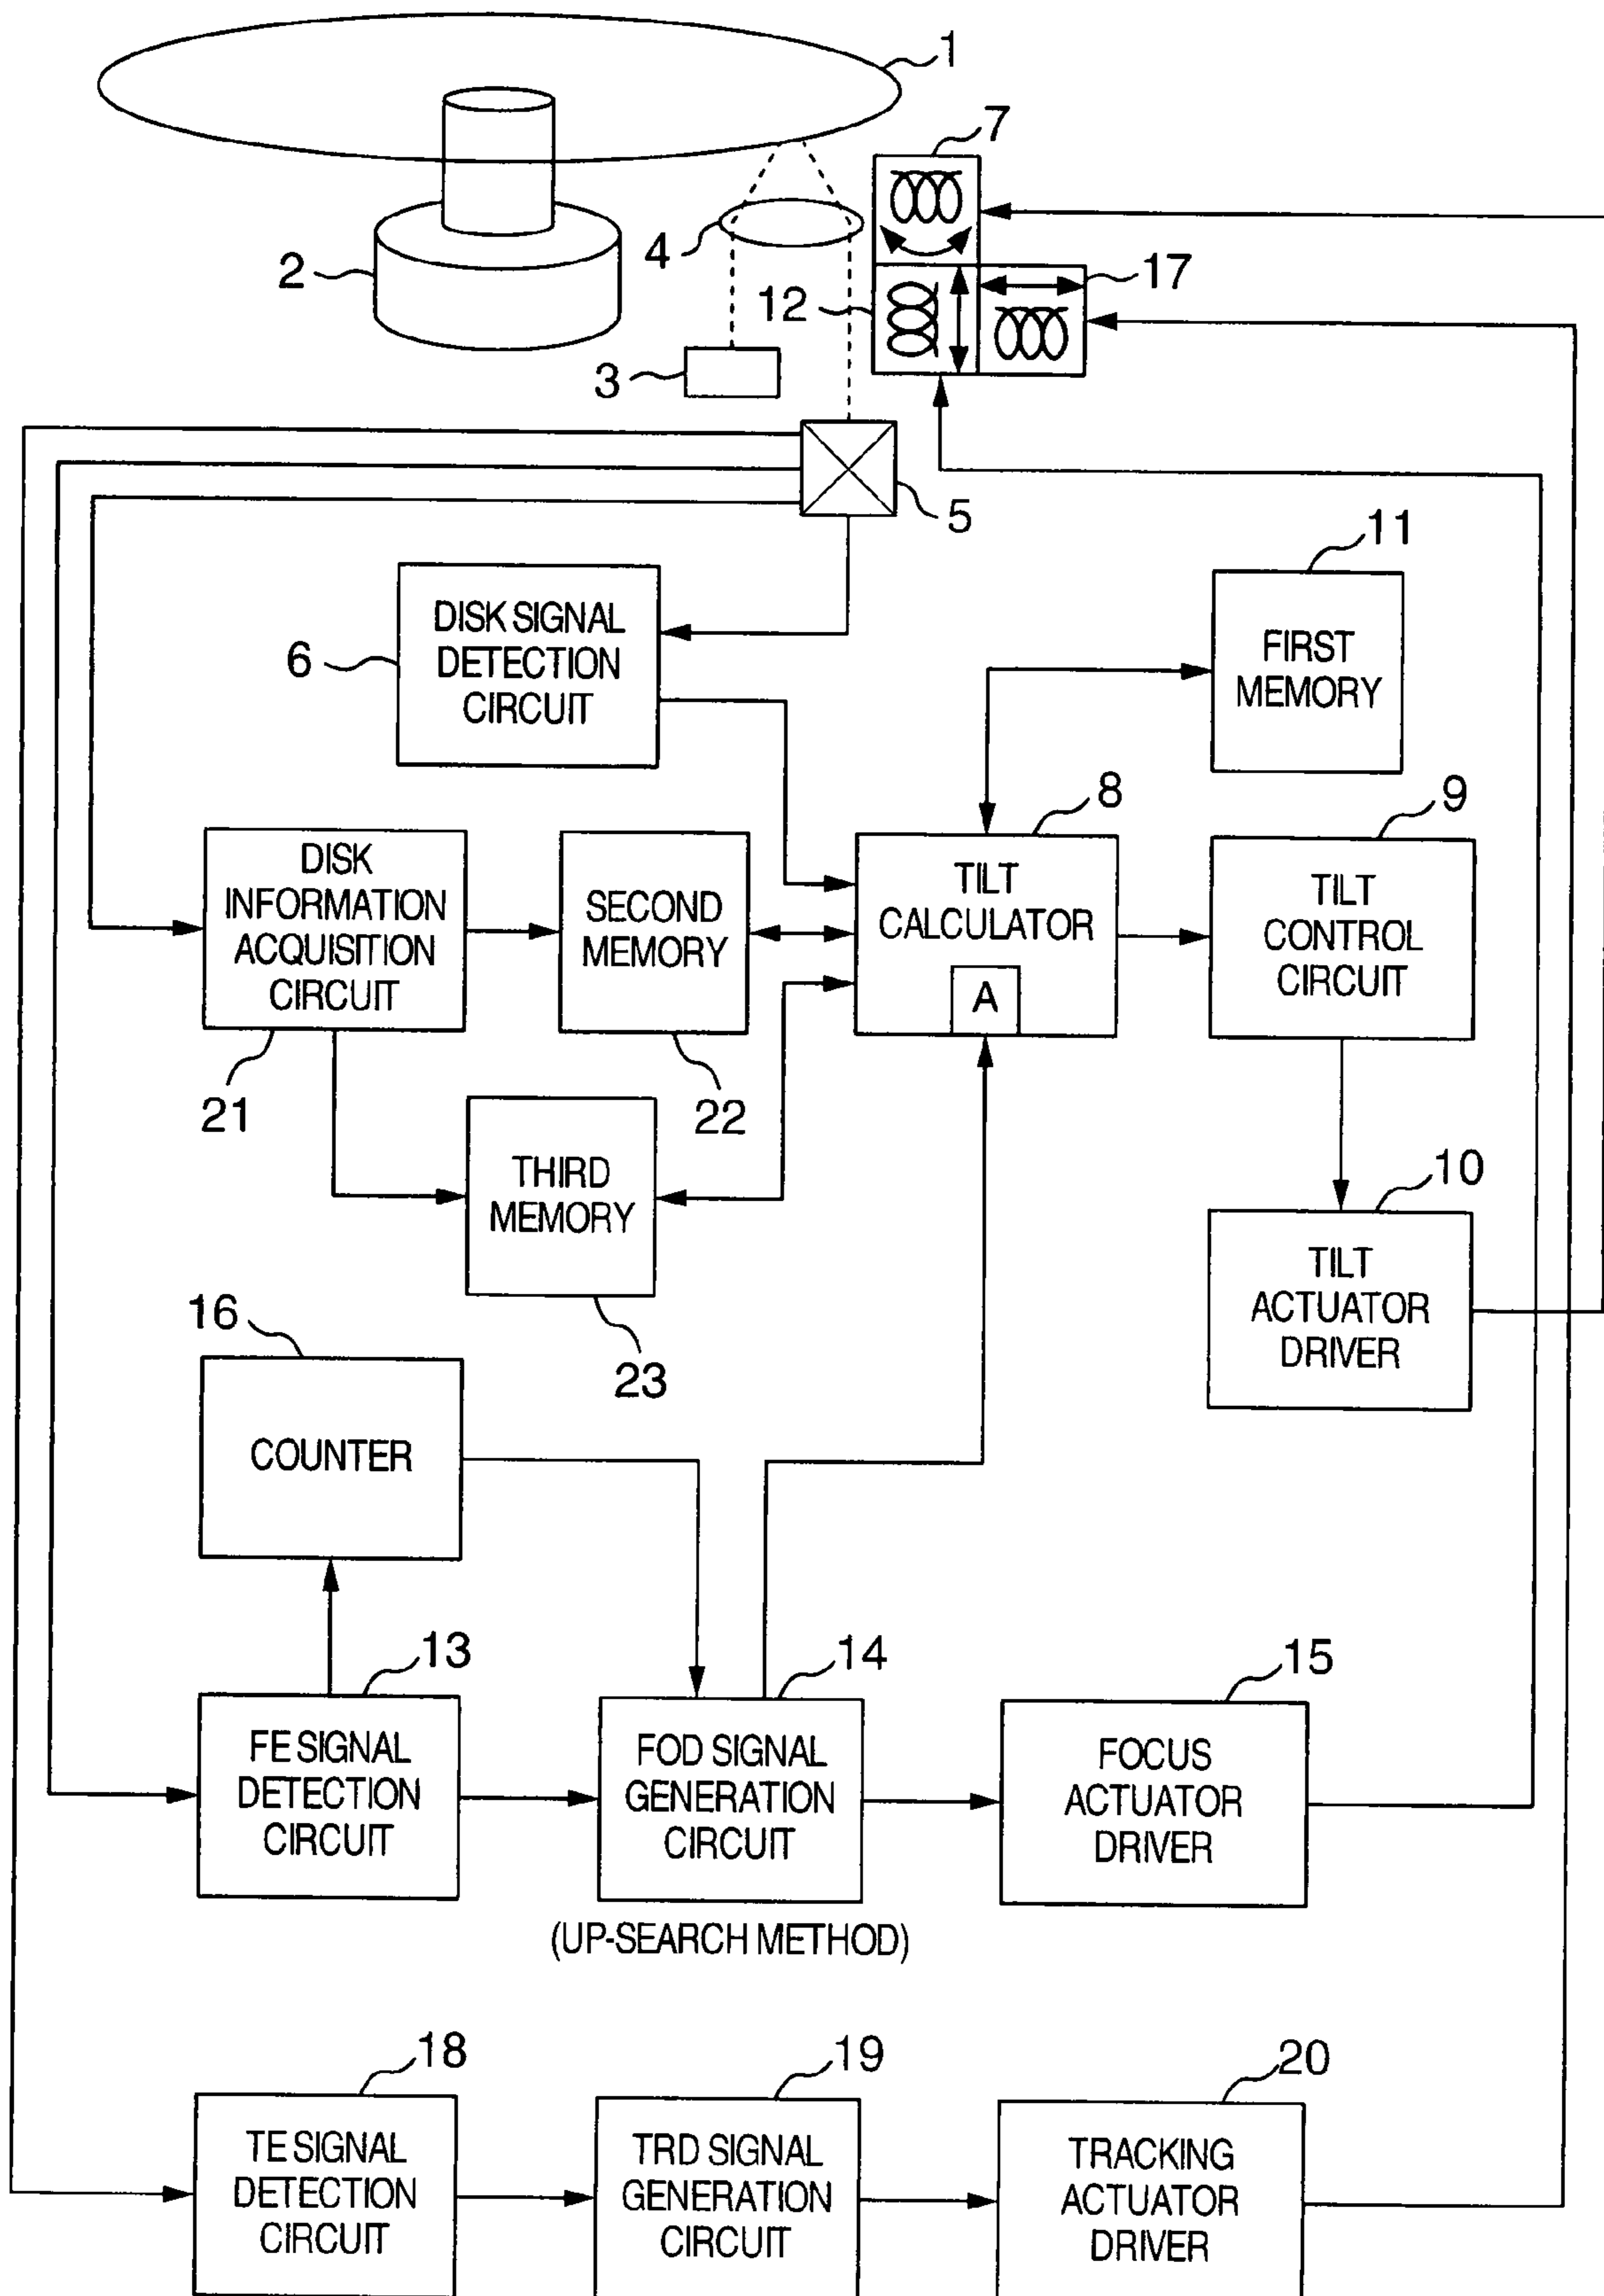 1
7
4
2
17
12
3
5
11
DISK SIGNAL
DETECTION
CIRCUIT
6
FIRST
MEMORY
8
9
DISK
INFORMATION
ACQUISITION
CIRCUIT
SECOND
MEMORY
TILT
CALCULATOR
A
TILT
CONTROL
CIRCUIT
21
22
THIRD
MEMORY
10
TILT
ACTUATOR
DRIVER
16
23
COUNTER
13
14
15
FE SIGNAL
DETECTION
CIRCUIT
FOD SIGNAL
GENERATION
CIRCUIT
FOCUS
ACTUATOR
DRIVER
(UP-SEARCH METHOD)
18
19
20
TE SIGNAL
DETECTION
CIRCUIT
TRD SIGNAL
GENERATION
CIRCUIT
TRACKING
ACTUATOR
DRIVER